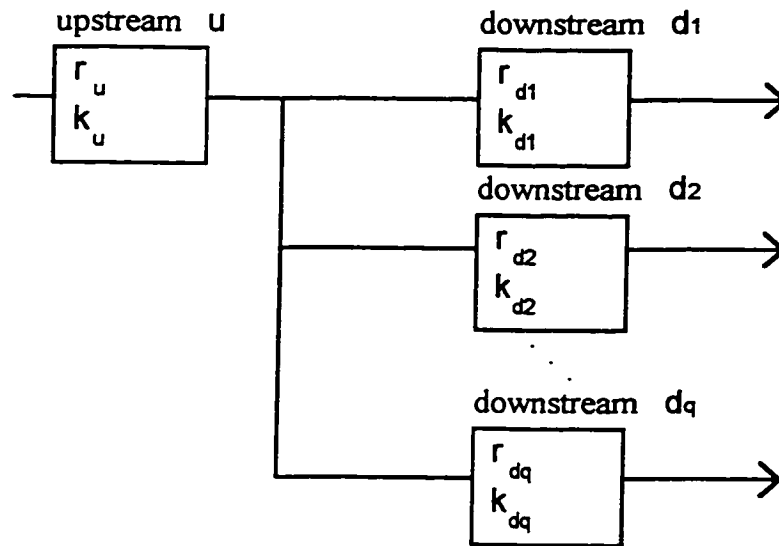 upstream u
r_u
k_u
downstream d1
r_d1
k_d1
downstream d2
r_d2
k_d2
downstream dq
r_dq
k_dq